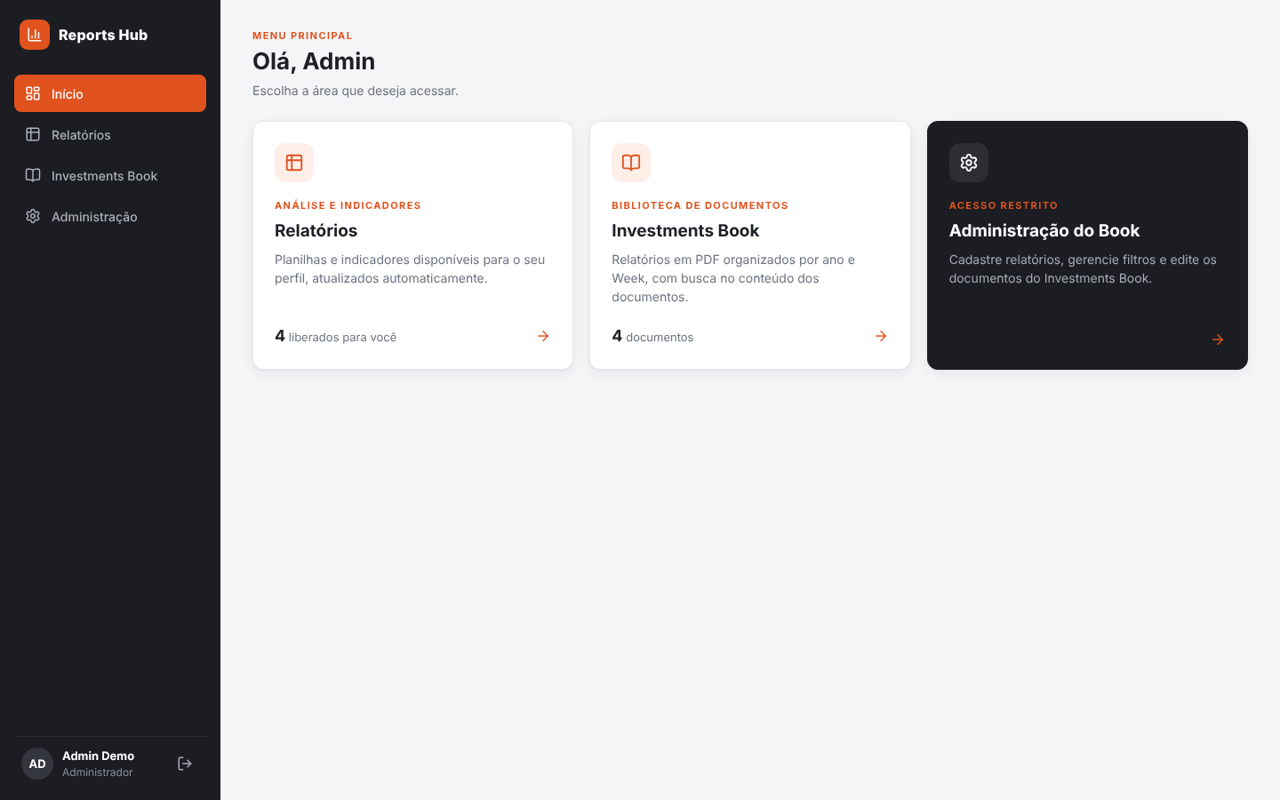 Reports Hub
Início
Relatórios
Investments Book
Administração
AD
Admin Demo
Administrador
MENU PRINCIPAL
Olá, Admin
Escolha a área que deseja acessar.
ANÁLISE E INDICADORES
Relatórios
Planilhas e indicadores disponíveis para o seu
perfil, atualizados automaticamente.
4 liberados para você
BIBLIOTECA DE DOCUMENTOS
Investments Book
Relatórios em PDF organizados por ano e
Week, com busca no conteúdo dos
documentos.
4 documentos
ACESSO RESTRITO
Administração do Book
Cadastre relatórios, gerencie filtros e edite os
documentos do Investments Book.